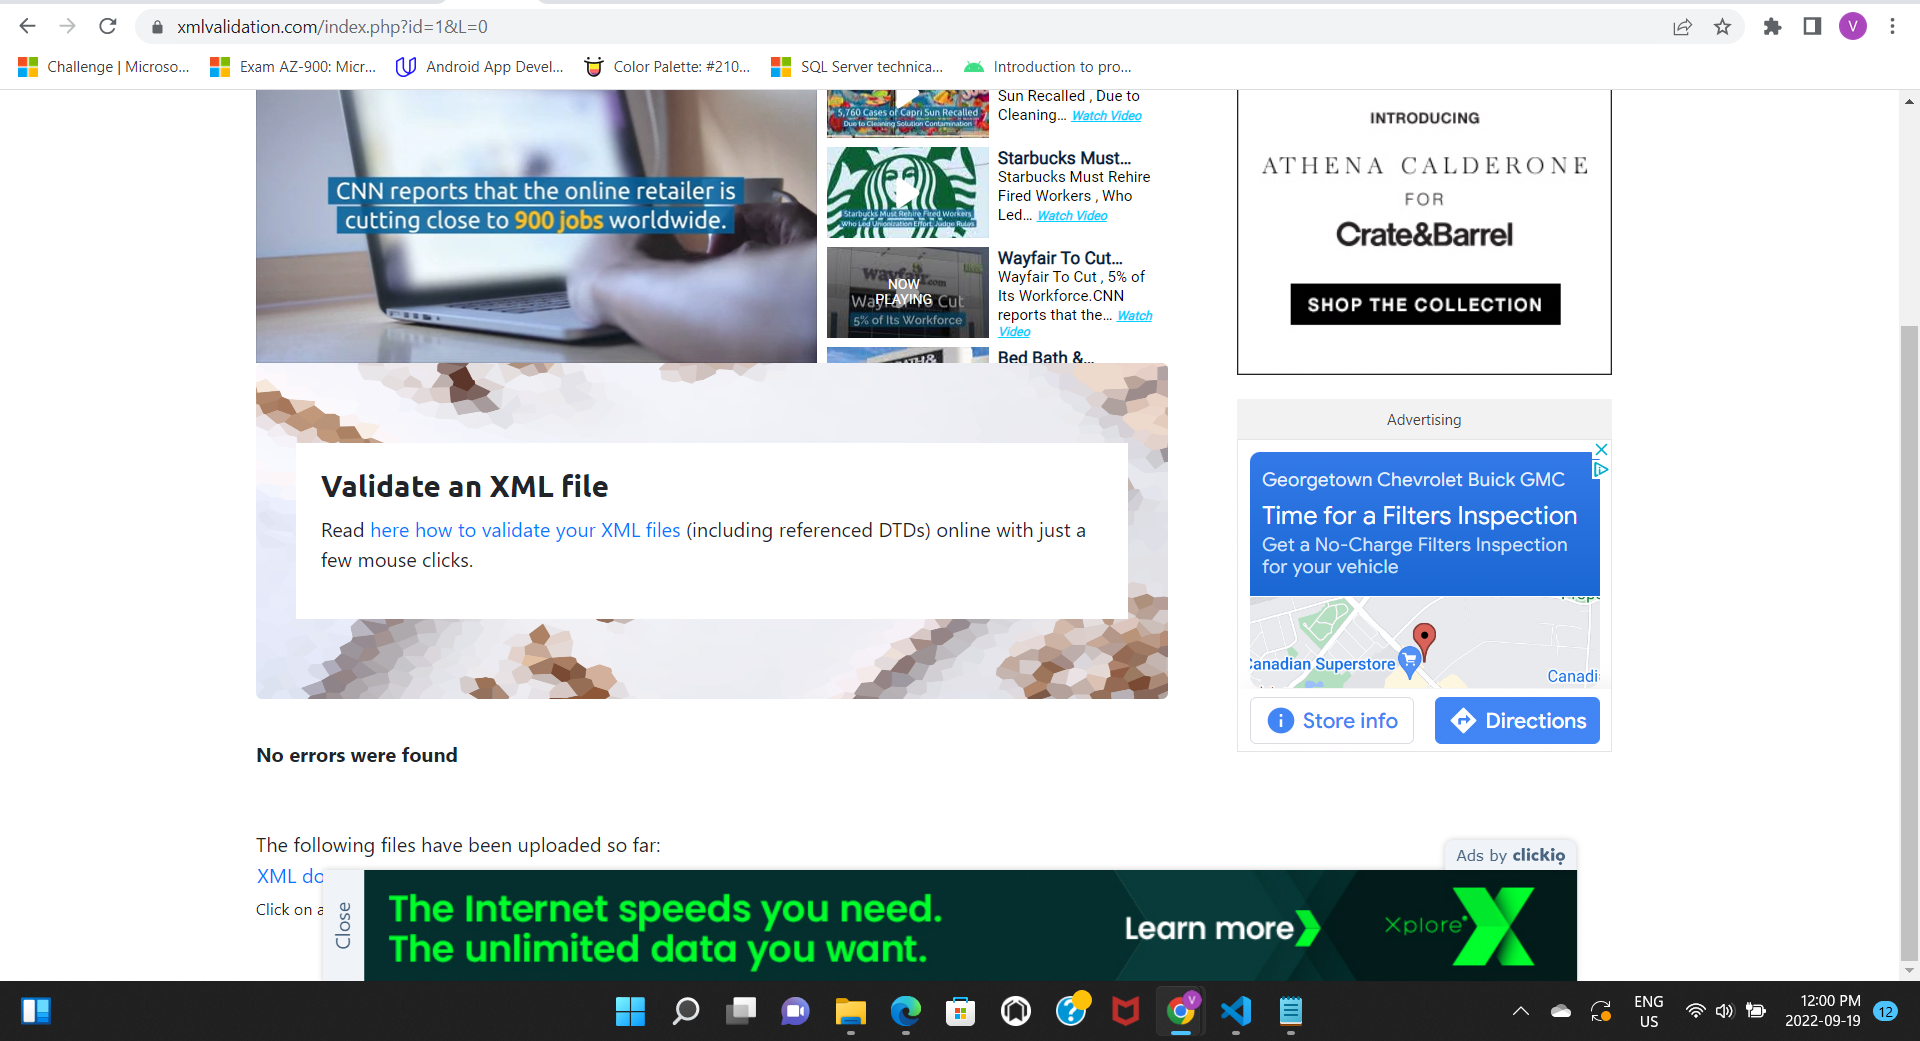 xmlvalidation.com/index.php?id=1&L=0
V
Challenge | Microso...
Exam AZ-900: Micr...
Android App Devel...
Color Palette: #210...
SQL Server technica...
Introduction to pro...
CNN reports that the online retailer is
cutting close to 900 jobs worldwide.
5,760 Cases of Capri Sun Recalled
Due to Cleaning Solution Contamination
Sun Recalled , Due to
Cleaning... Watch Video
Starbucks Must Rehire Fired Workers
Who Led Unionization Effort, Judge Rules
Starbucks Must...
Starbucks Must Rehire
Fired Workers , Who
Led... Watch Video
wayfair.com
NOW
PLAYING
Wayfair To Cut
5% of Its Workforce
Wayfair To Cut...
Wayfair To Cut , 5% of
Its Workforce.CNN
reports that the... Watch
Video
Bed Bath &...
INTRODUCING
ATHENA CALDERONE
FOR
Crate&Barrel
SHOP THE COLLECTION
Validate an XML file
Read here how to validate your XML files (including referenced DTDs) online with just a
few mouse clicks.
Advertising
Georgetown Chevrolet Buick GMC
Time for a Filters Inspection
Get a No-Charge Filters Inspection
for your vehicle
Canadian Superstore
Canadi
Store info
Directions
No errors were found
The following files have been uploaded so far:
XML do
Click on a
Ads by clickio
Close
The Internet speeds you need.
The unlimited data you want.
Learn more
Xplore
ENG
US
12:00 PM
2022-09-19
12